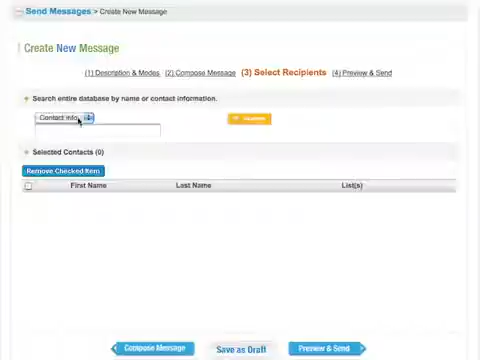 Send Messages > Create New Message
Create New Message
(1) Description & Modes (2) Compose Message (3) Select Recipients (4) Preview & Send
Search entire database by name or contact information.
Contact Info
Selected Contacts (0)
Remove Checked Item
First Name Last Name List(s)
Compose Message Save as Draft Preview & Send